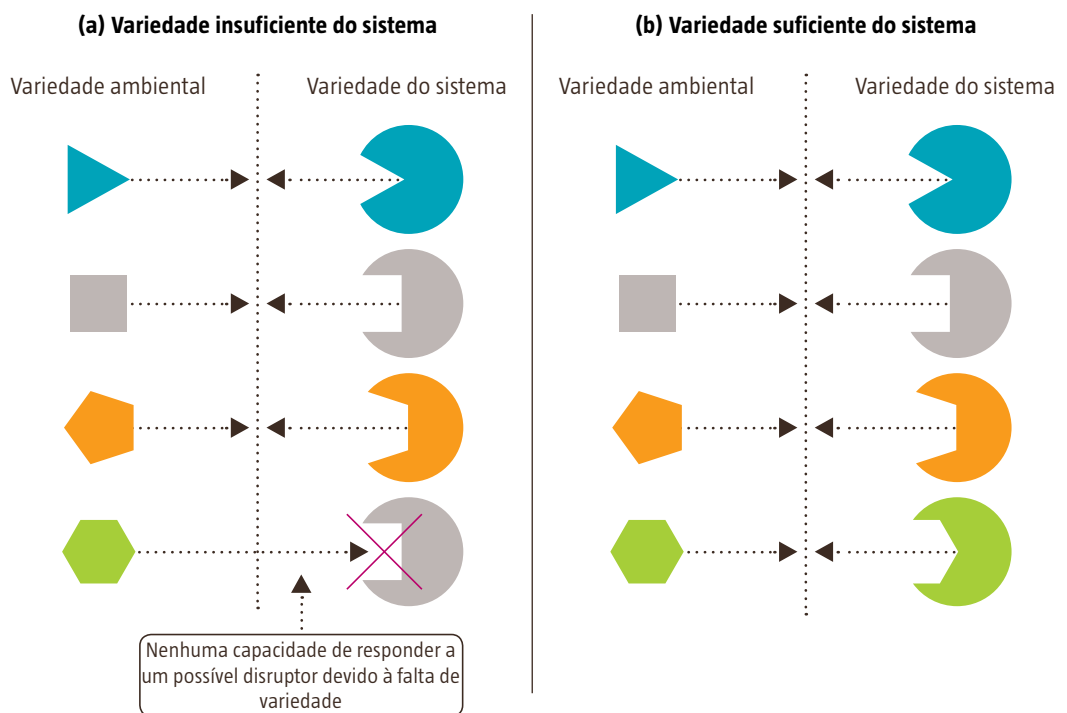 (a) Variedade insuficiente do sistema
Variedade ambiental
Variedade do sistema
Nenhuma capacidade de responder a
um possível disruptor devido à falta de
variedade
(b) Variedade suficiente do sistema
Variedade ambiental
Variedade do sistema